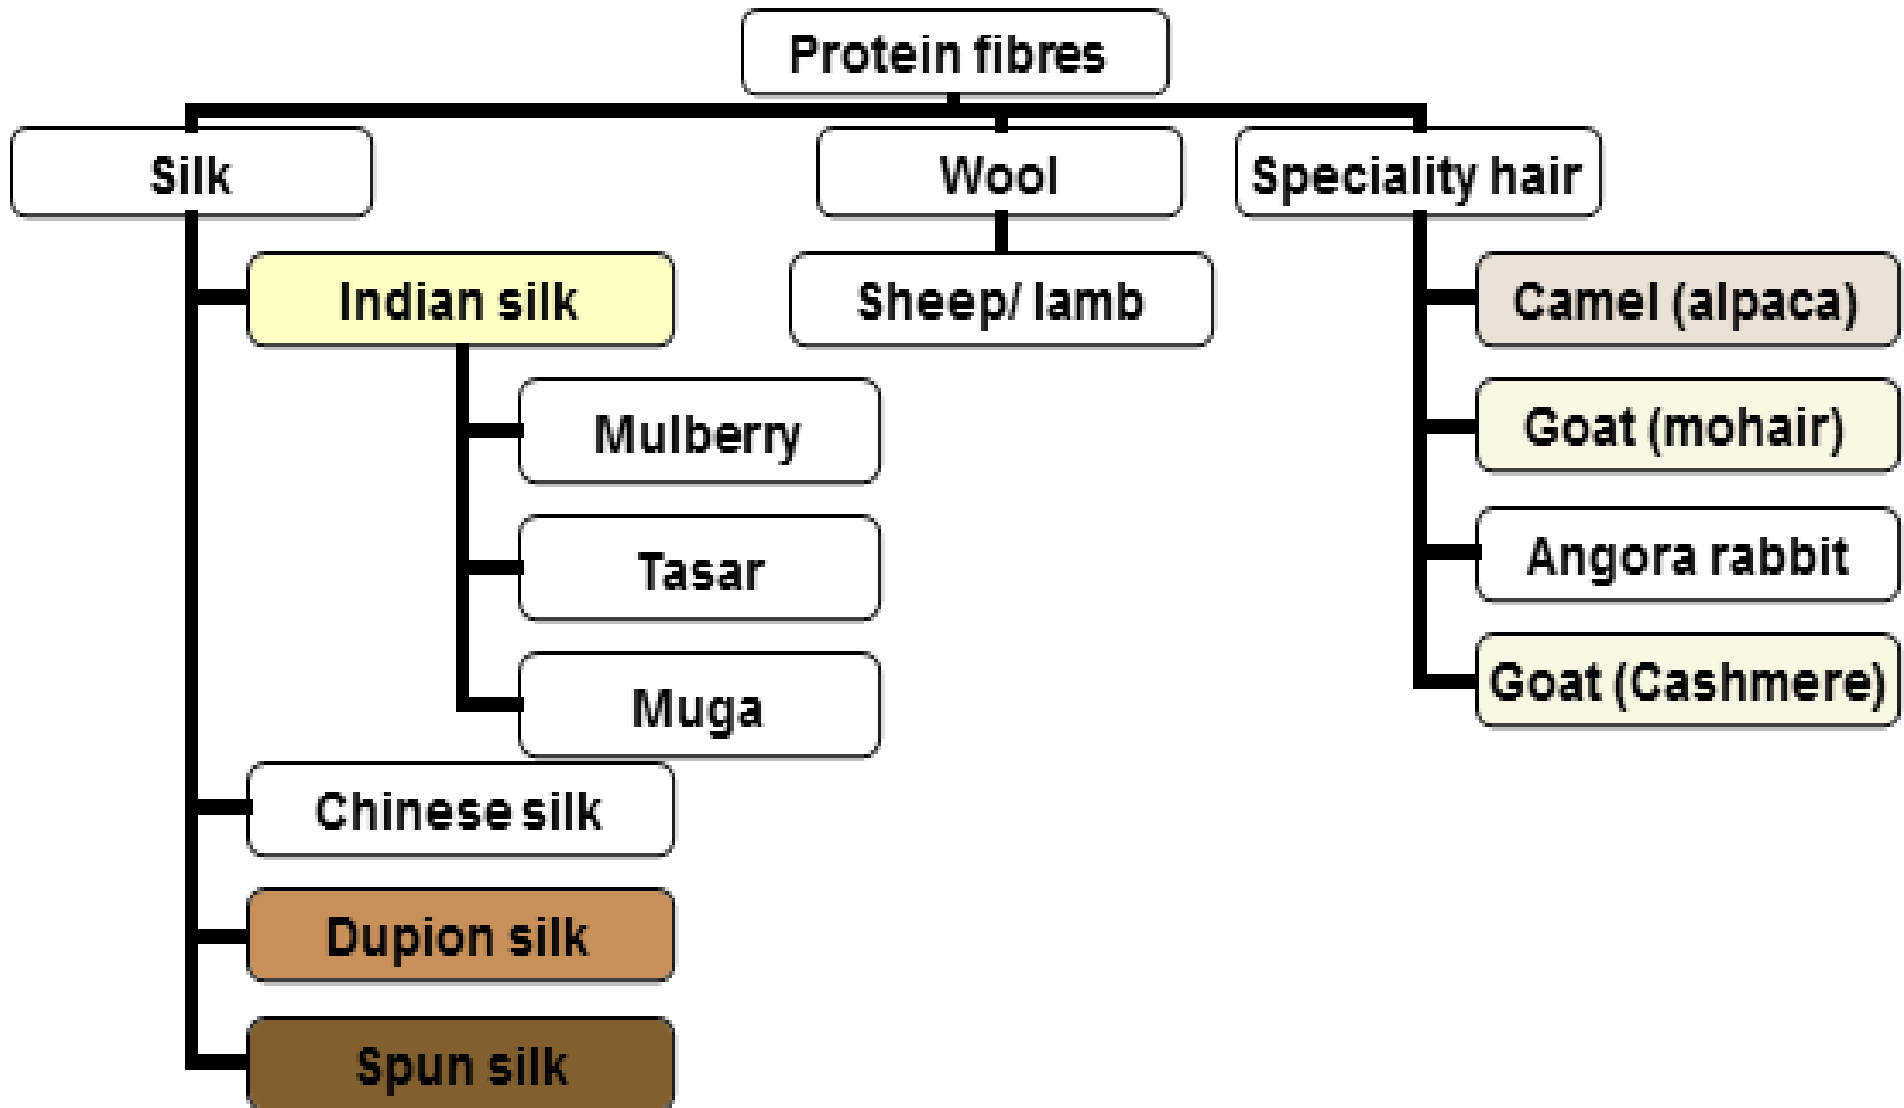 Protein fibres
Silk
Wool
Speciality hair
Indian silk
Sheep/ lamb
Camel (alpaca)
Mulberry
Goat (mohair)
Tasar
Angora rabbit
Muga
Goat (Cashmere)
Chinese silk
Dupion silk
Spun silk